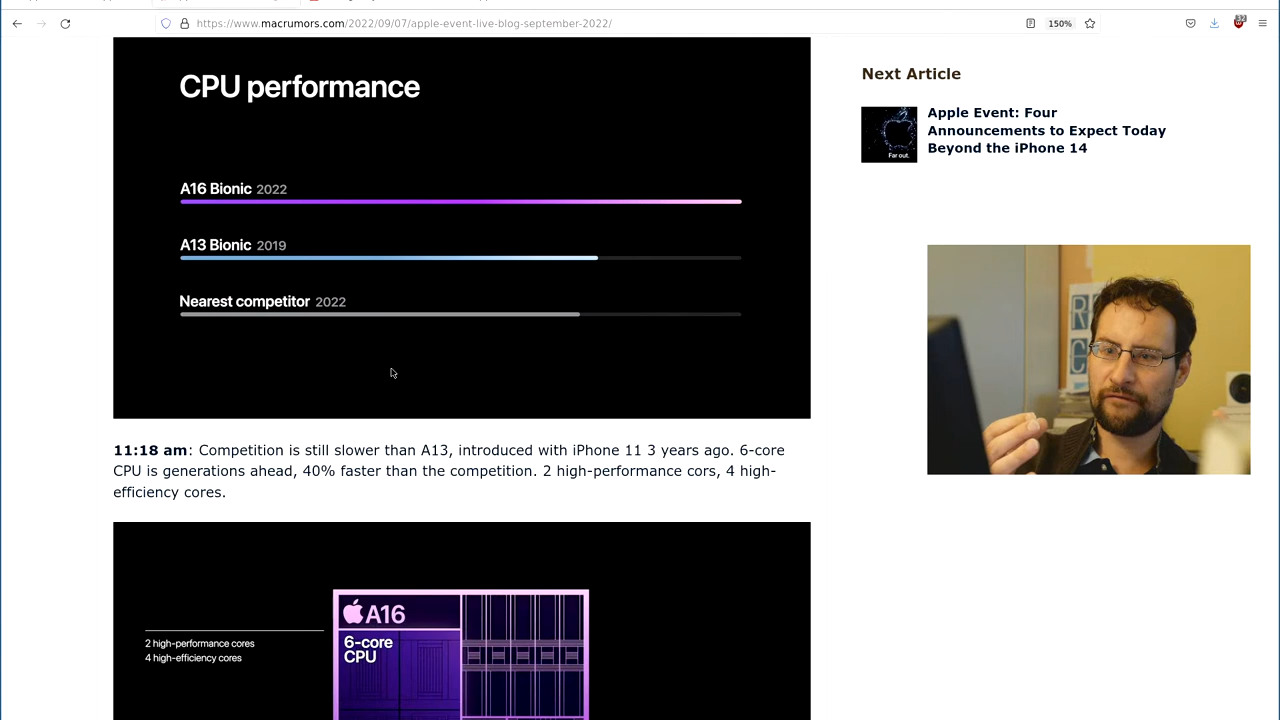 https://www.macrumors.com/2022/09/07/apple-event-live-blog-september-2022/
150%
CPU performance
A16 Bionic 2022
A13 Bionic 2019
Nearest competitor 2022
11:18 am: Competition is still slower than A13, introduced with iPhone 11 3 years ago. 6-core
CPU is generations ahead, 40% faster than the competition. 2 high-performance cors, 4 high-
efficiency cores.
2 high-performance cores
4 high-efficiency cores
A16
6-core
CPU
Next Article
Far out.
Apple Event: Four
Announcements to Expect Today
Beyond the iPhone 14